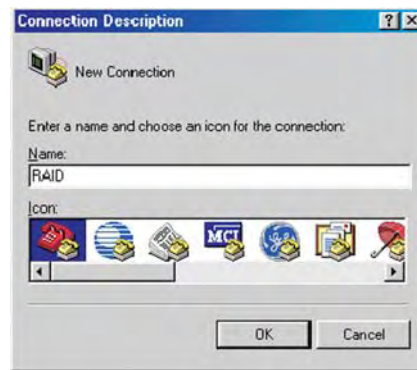 Connection Description
New Connection
Enter a name and choose an icon for the connection:
Name:
RAID
Icon:
MCI
OK
Cancel